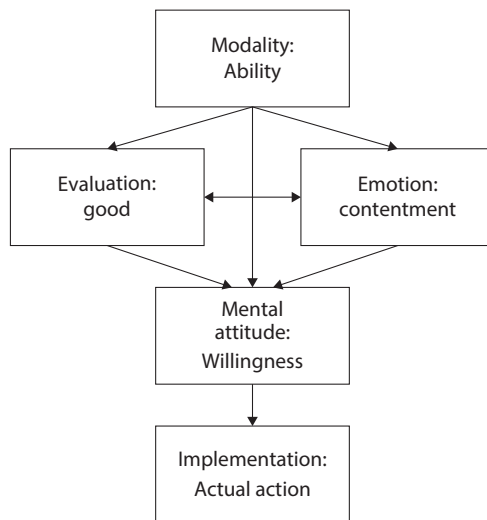 Modality:
Ability
Evaluation:
good
Emotion:
contentment
Mental
attitude:
Willingness
Implementation:
Actual action